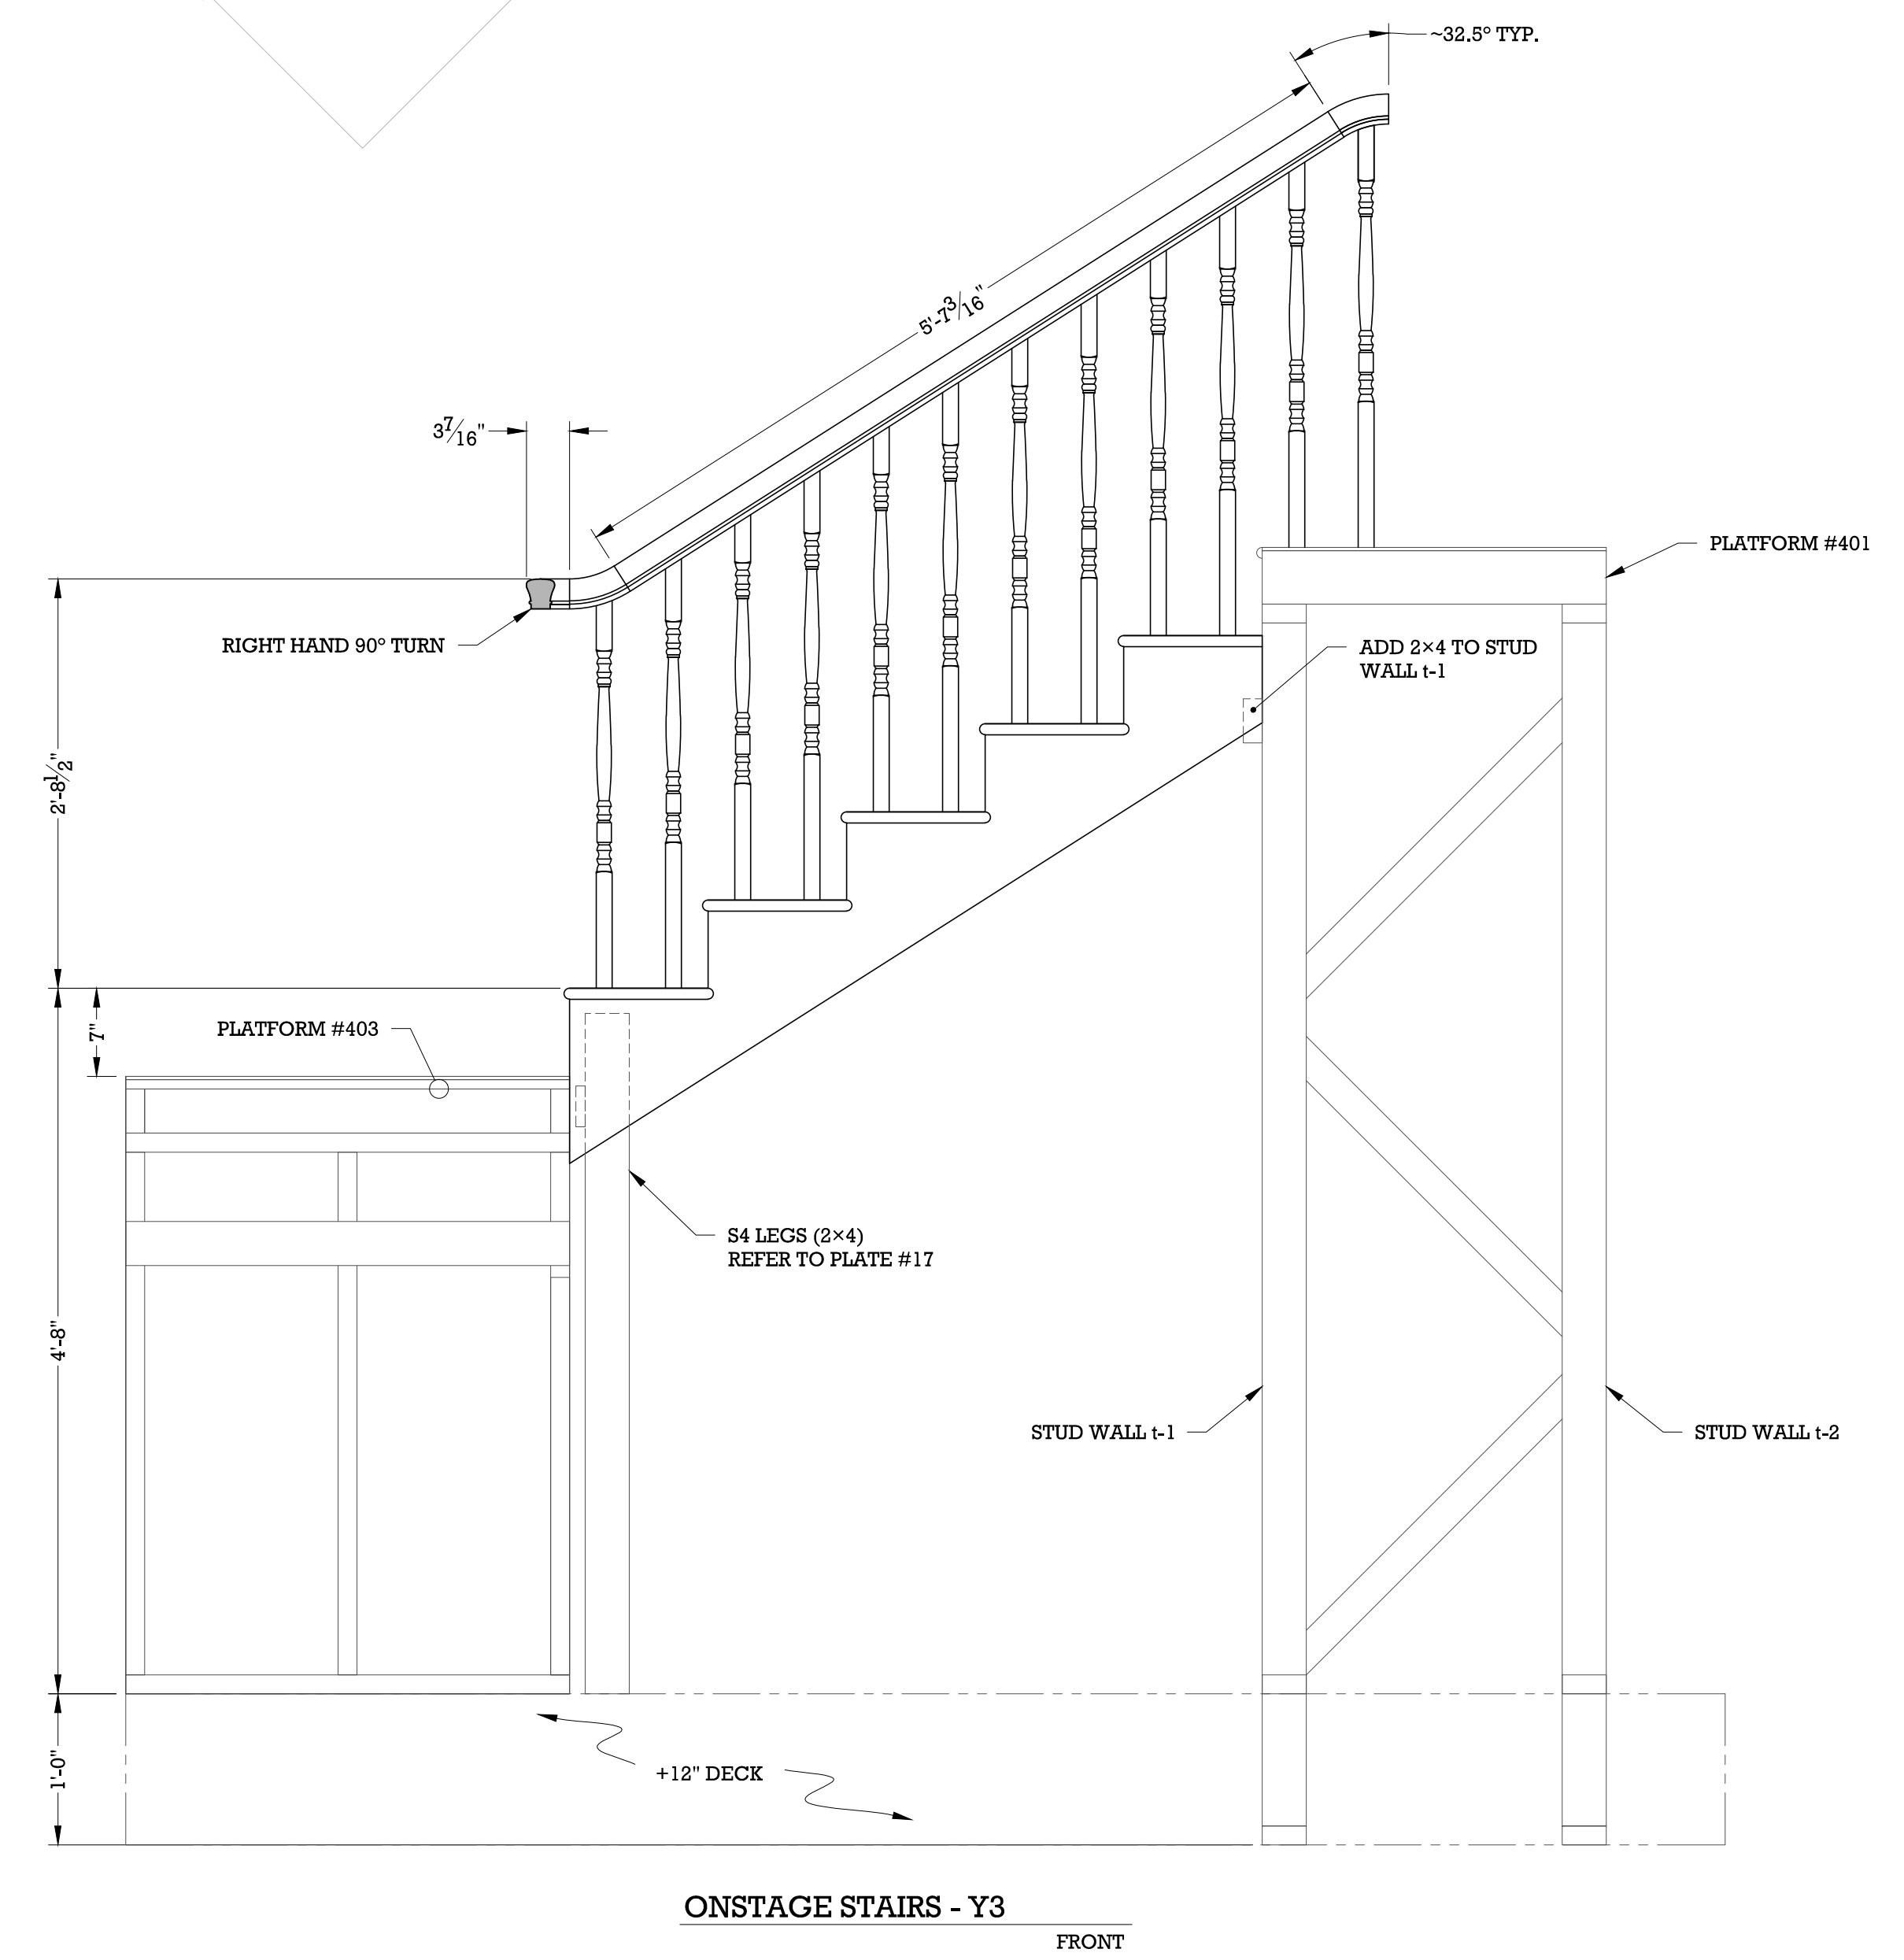 ~32.5° TYP.
5'-7 3/16"
3 7/16"
PLATFORM #401
RIGHT HAND 90° TURN
ADD 2×4 TO STUD
WALL t-1
2'-8 1/2"
PLATFORM #403
7"
S4 LEGS (2×4)
REFER TO PLATE #17
4'-8"
STUD WALL t-1
STUD WALL t-2
1'-0"
+12" DECK
ONSTAGE STAIRS - Y3
FRONT